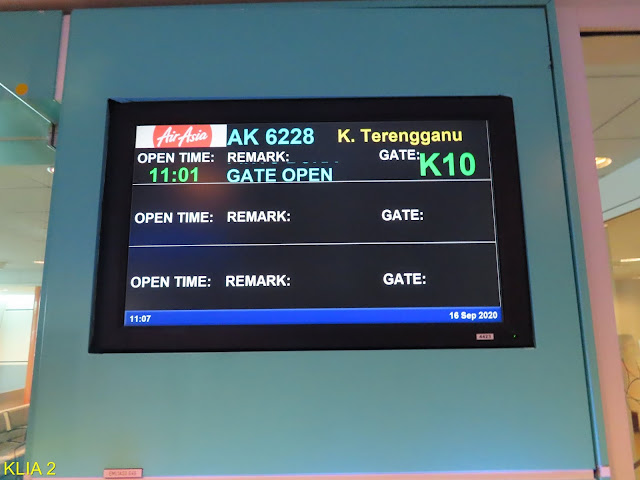 AirAsia AK 6228 K. Terengganu
OPEN TIME: REMARK: GATE: K10
11:01 GATE OPEN
OPEN TIME: REMARK: GATE:
OPEN TIME: REMARK: GATE:
11:07 16 Sep 2020
KLIA 2